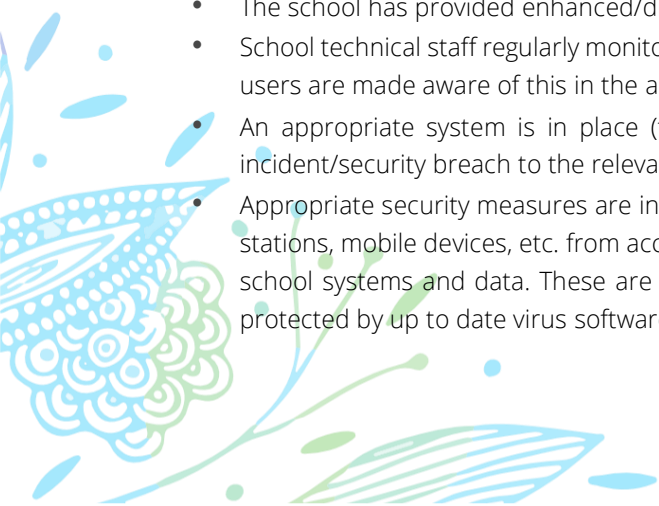 • The school has provided enhanced/d
• School technical staff regularly monito
users are made aware of this in the a
• An appropriate system is in place (
incident/security breach to the releva
• Appropriate security measures are in
stations, mobile devices, etc. from acc
school systems and data. These are
protected by up to date virus softwar